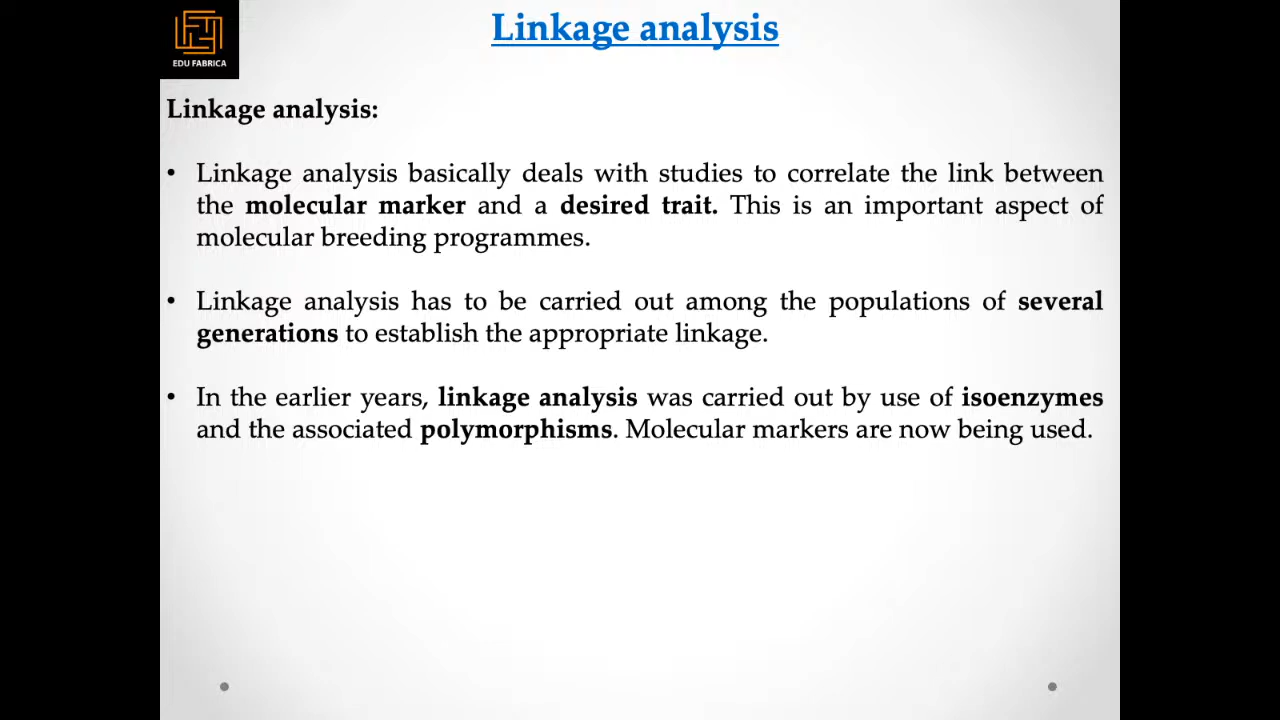 EDU FABRICA
Linkage analysis
Linkage analysis:
• Linkage analysis basically deals with studies to correlate the link between
the molecular marker and a desired trait. This is an important aspect of
molecular breeding programmes.
• Linkage analysis has to be carried out among the populations of several
generations to establish the appropriate linkage.
• In the earlier years, linkage analysis was carried out by use of isoenzymes
and the associated polymorphisms. Molecular markers are now being used.